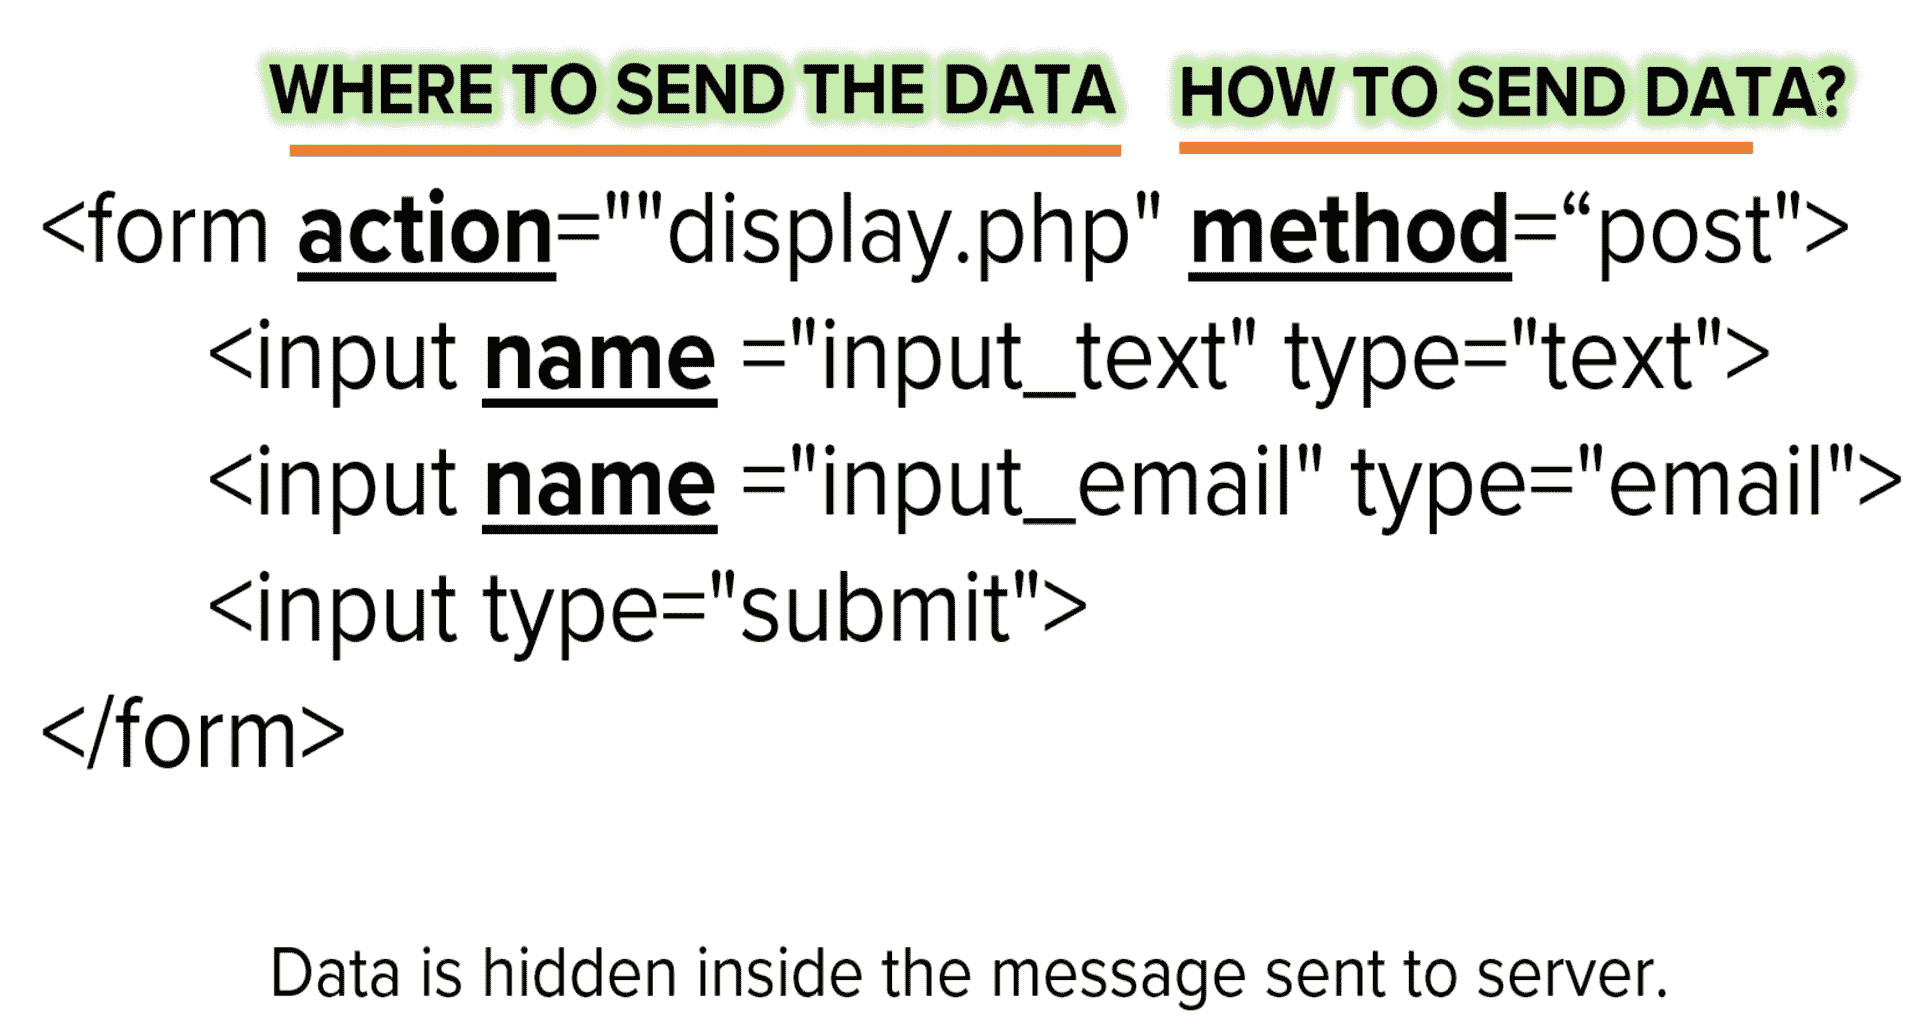 WHERE TO SEND THE DATA HOW TO SEND DATA?
<form action=""display.php" method=“post">
<input name ="input_text" type="text">
<input name ="input_email" type="email">
<input type="submit">
</form>
Data is hidden inside the message sent to server.